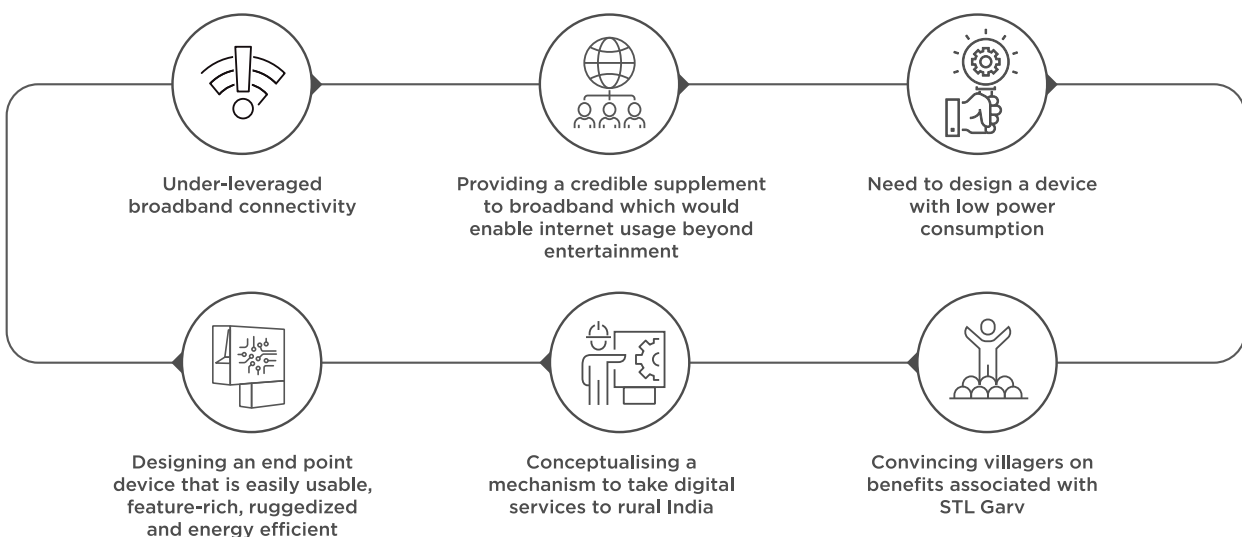 Under-leveraged
broadband connectivity
Providing a credible supplement
to broadband which would
enable internet usage beyond
entertainment
Need to design a device
with low power
consumption
Designing an end point
device that is easily usable,
feature-rich, ruggedized
and energy efficient
Conceptualising a
mechanism to take digital
services to rural India
Convincing villagers on
benefits associated with
STL Garv